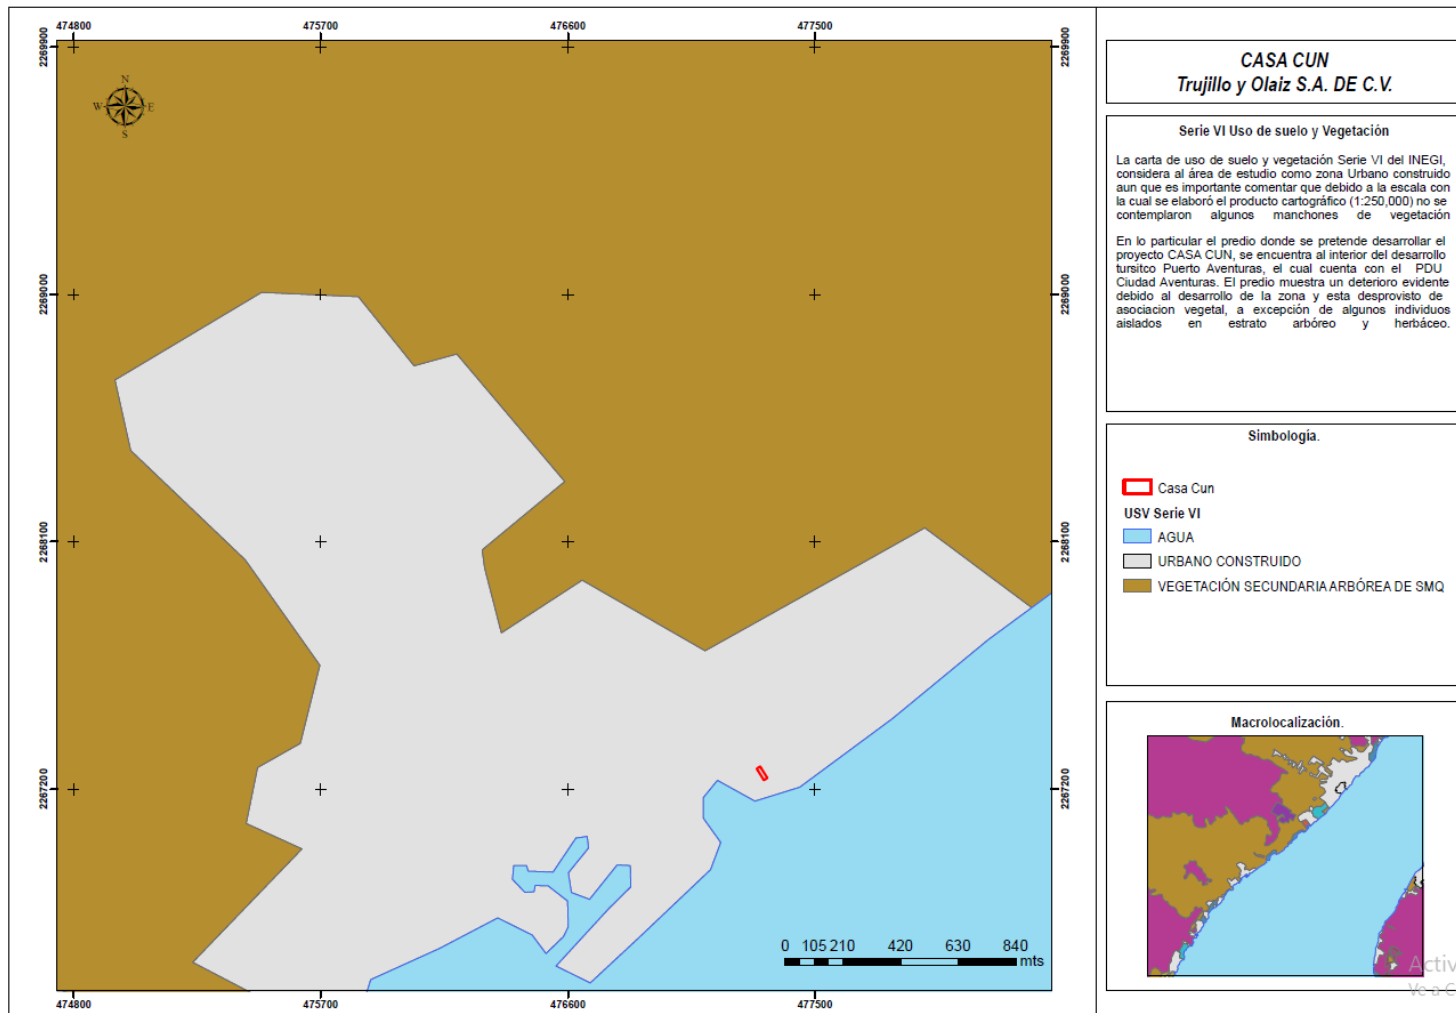 474800 475700 476600 477500
2269900 2269900
N
W E
S
2269000 2269000
2268100 2268100
2267200 2267200
0 105 210 420 630 840
mts
474800 475700 476600 477500
CASA CUN
Trujillo y Olaiz S.A. DE C.V.
Serie VI Uso de suelo y Vegetación
La carta de uso de suelo y vegetación Serie VI del INEGI,
considera al área de estudio como zona Urbano construido
aun que es importante comentar que debido a la escala con
la cual se elaboró el producto cartográfico (1:250,000) no se
contemplaron algunos manchones de vegetación
En lo particular el predio donde se pretende desarrollar el
proyecto CASA CUN, se encuentra al interior del desarrollo
tursitco Puerto Aventuras, el cual cuenta con el PDU
Ciudad Aventuras. El predio muestra un deterioro evidente
debido al desarrollo de la zona y esta desprovisto de
asociacion vegetal, a excepción de algunos individuos
aislados en estrato arbóreo y herbáceo.
Simbología.
Casa Cun
USV Serie VI
AGUA
URBANO CONSTRUIDO
VEGETACIÓN SECUNDARIA ARBÓREA DE SMQ
Macrolocalización.
Activ
Ve a C